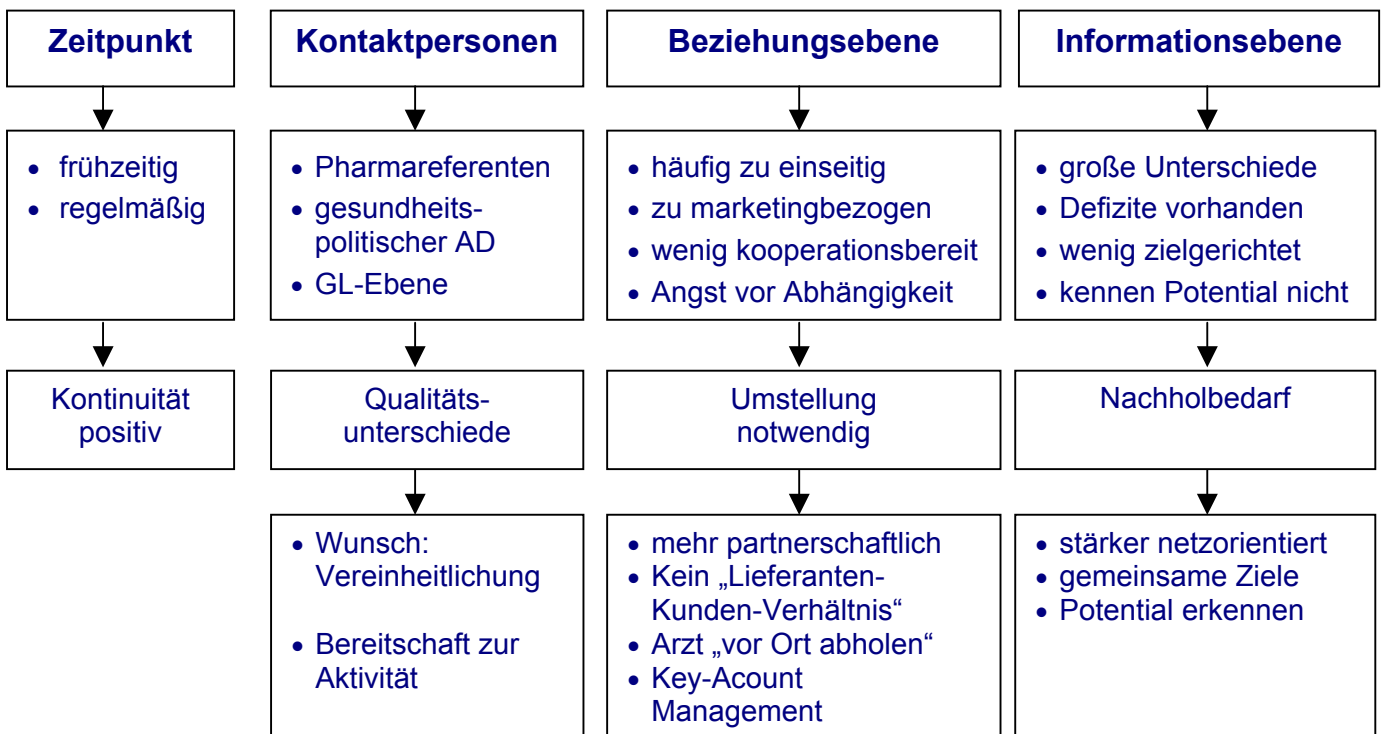 Zeitpunkt
• frühzeitig
• regelmäßig
Kontinuität
positiv
Kontaktpersonen
• Pharmareferenten
• gesundheits-
politischer AD
• GL-Ebene
Qualitäts-
unterschiede
• Wunsch:
Vereinheitlichung
• Bereitschaft zur
Aktivität
Beziehungsebene
• häufig zu einseitig
• zu marketingbezogen
• wenig kooperationsbereit
• Angst vor Abhängigkeit
Umstellung
notwendig
• mehr partnerschaftlich
• Kein „Lieferanten-
Kunden-Verhältnis“
• Arzt „vor Ort abholen“
• Key-Acount
Management
Informationsebene
• große Unterschiede
• Defizite vorhanden
• wenig zielgerichtet
• kennen Potential nicht
Nachholbedarf
• stärker netzorientiert
• gemeinsame Ziele
• Potential erkennen